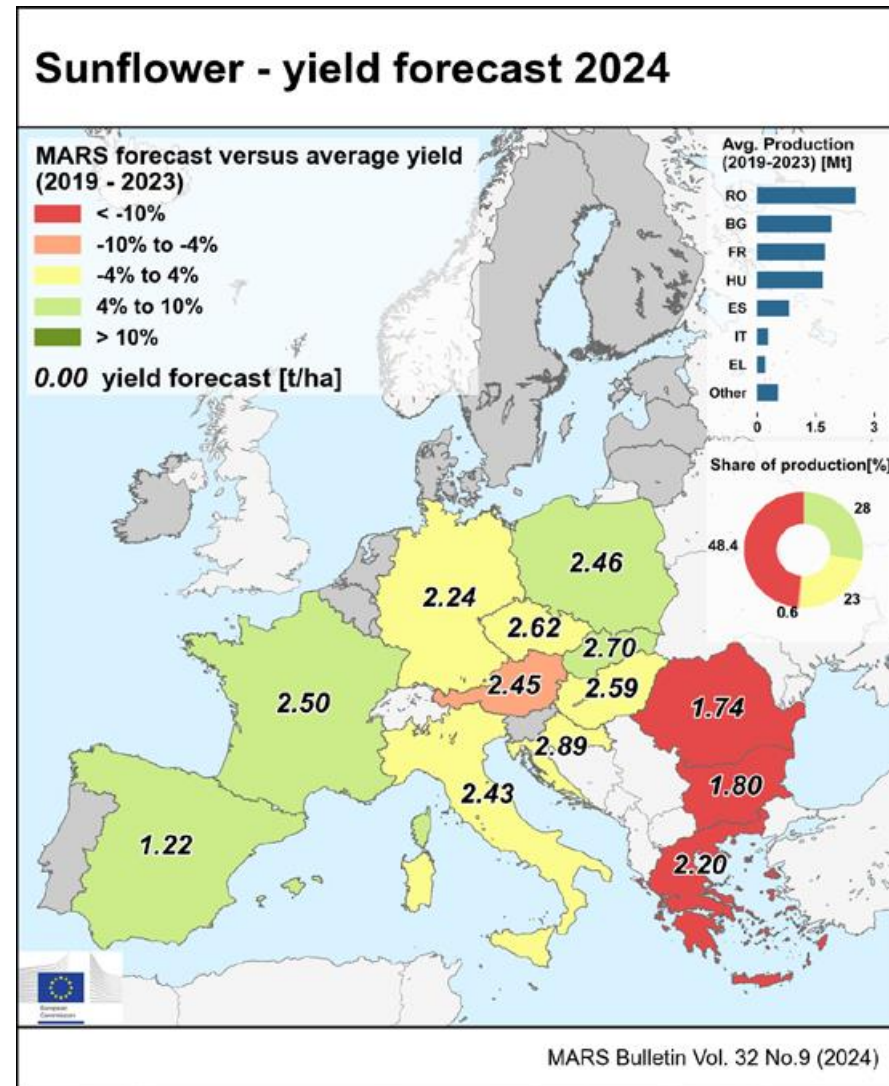 Sunflower - yield forecast 2024
MARS forecast versus average yield
(2019 - 2023)
< -10%
-10% to -4%
-4% to 4%
4% to 10%
> 10%
0.00 yield forecast [t/ha]
Avg. Production
(2019-2023) [Mt]
RO
BG
FR
HU
ES
IT
EL
Other
0 1.5 3
Share of production[%]
28
48.4
0.6
23
2.46
2.24
2.62
2.70
2.45
2.59
2.50
1.74
2.89
1.80
2.43
1.22
2.20
European
Commission
MARS Bulletin Vol. 32 No.9 (2024)